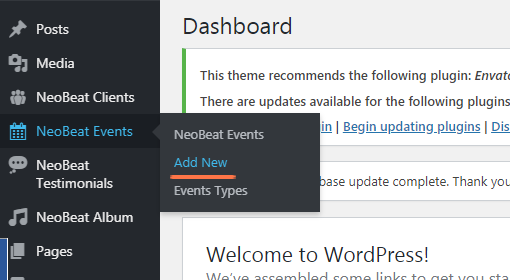 Posts
Media
NeoBeat Clients
NeoBeat Events
NeoBeat
Testimonials
NeoBeat Album
Pages
NeoBeat Events
Add New
Events Types
Dashboard
This theme recommends the following plugin: Envato
There are updates available for the following plugins
in | Begin updating plugins | Dis
base update complete. Thank you
Welcome to WordPress!
We've assembled some links to get you sta